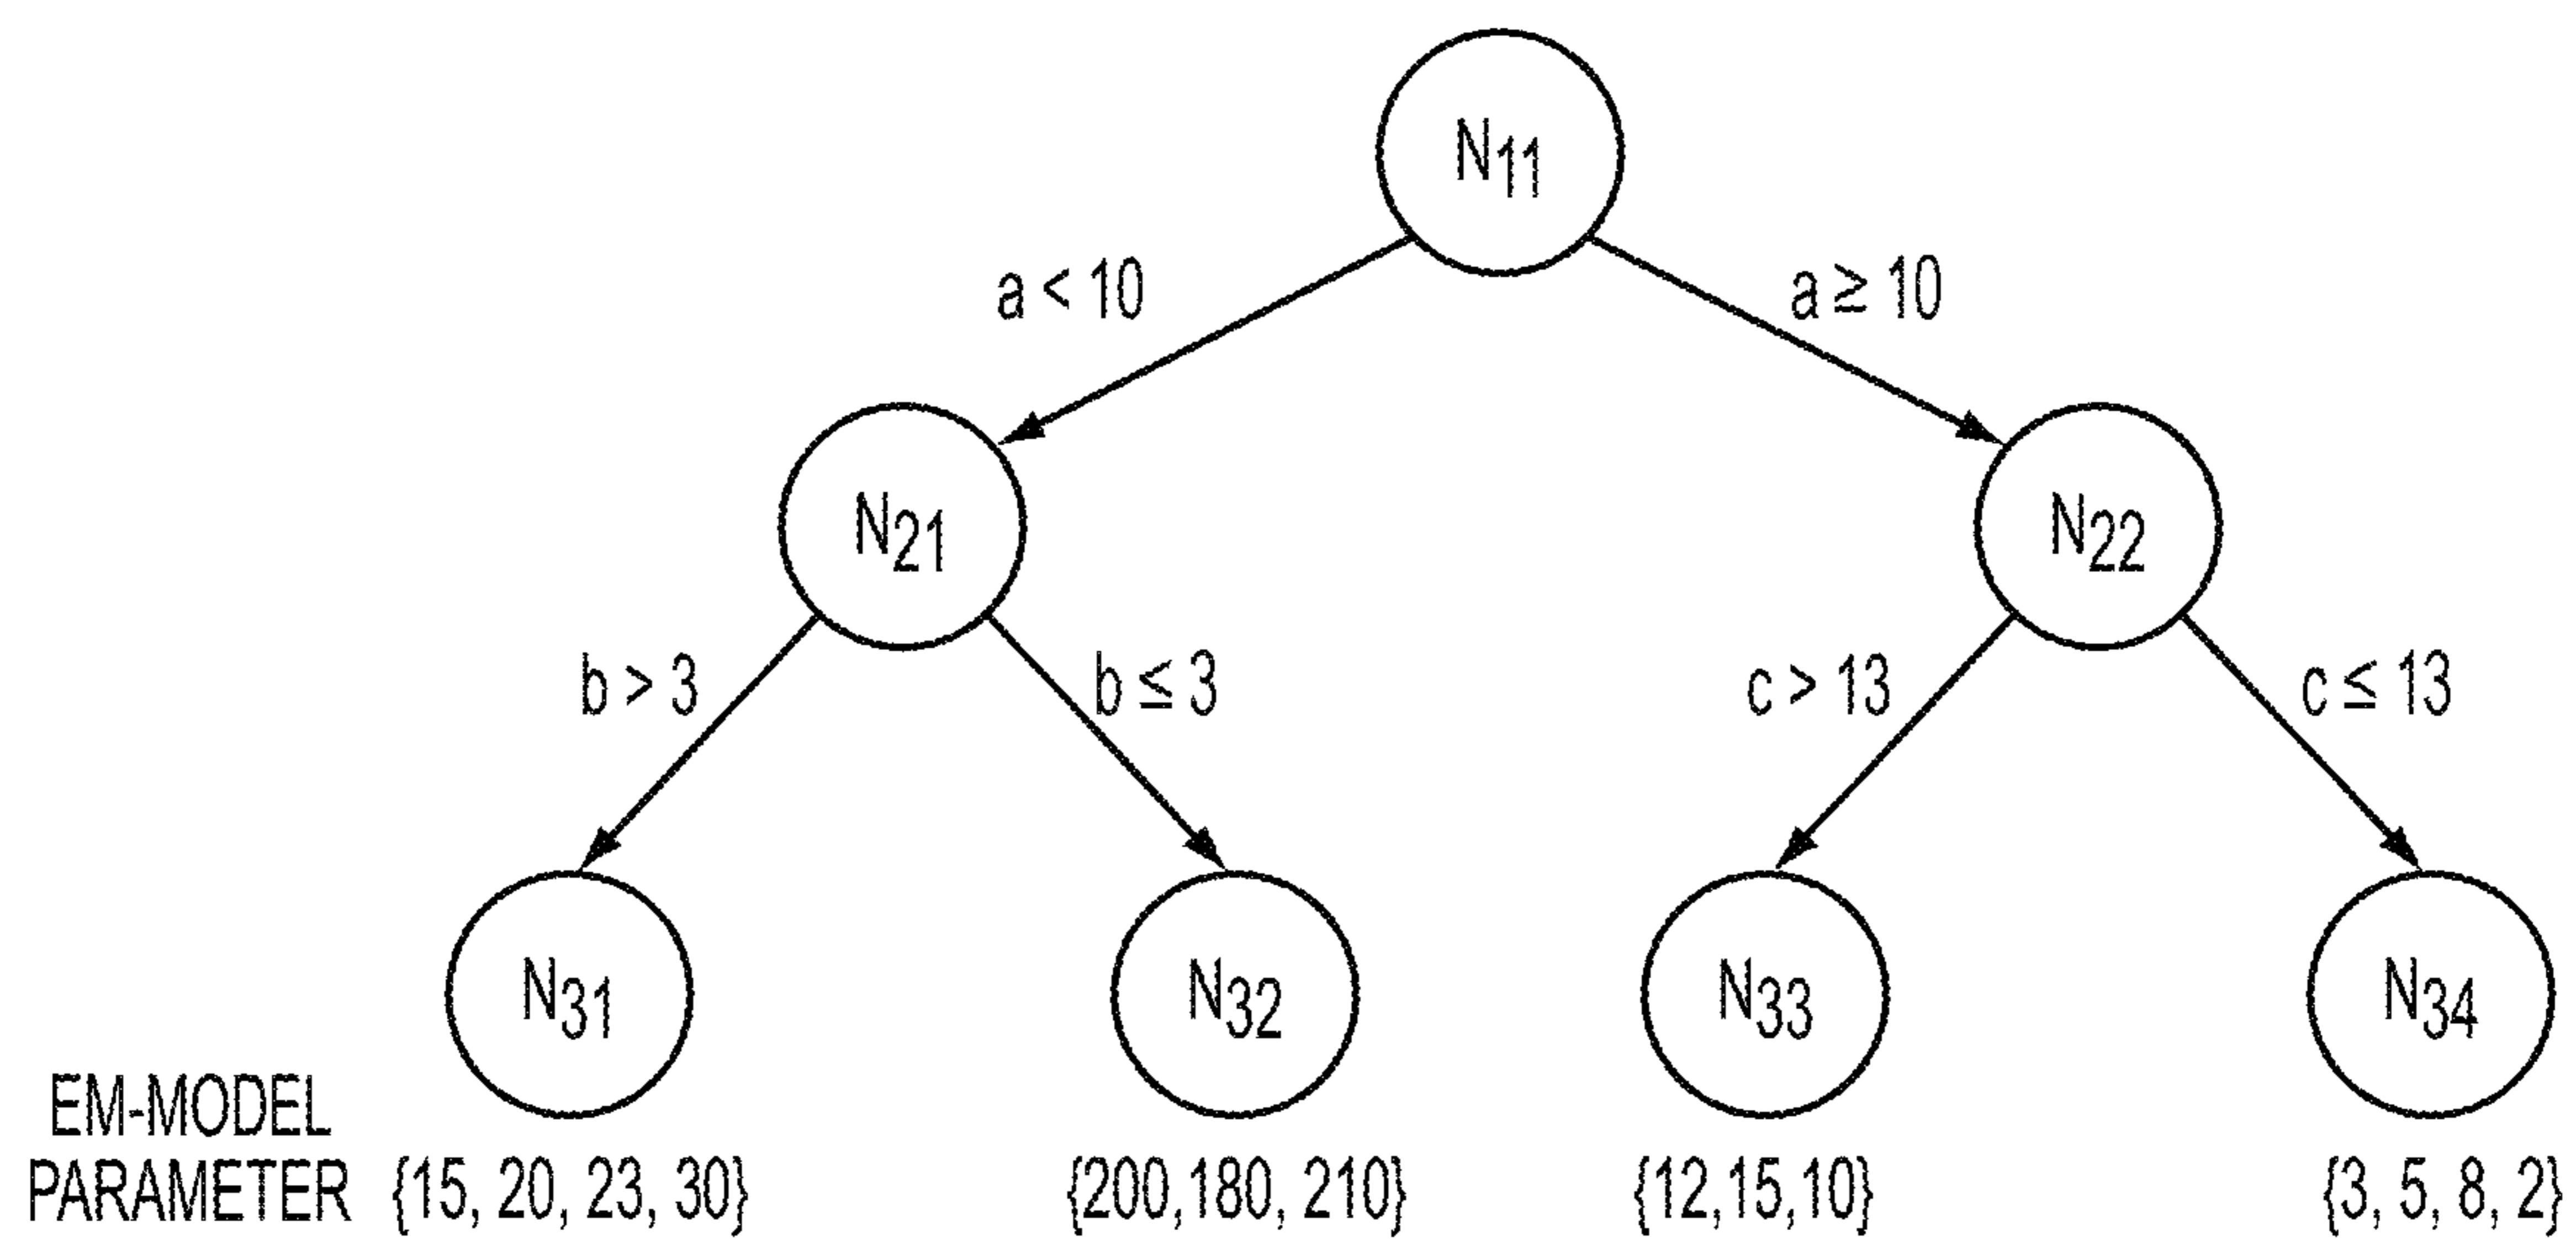 N11
a < 10
a ≥ 10
N21
N22
b > 3
b ≤ 3
c > 13
c ≤ 13
N31
N32
N33
N34
EM-MODEL
PARAMETER
{15, 20, 23, 30}
{200,180, 210}
{12,15,10}
{3, 5, 8, 2}